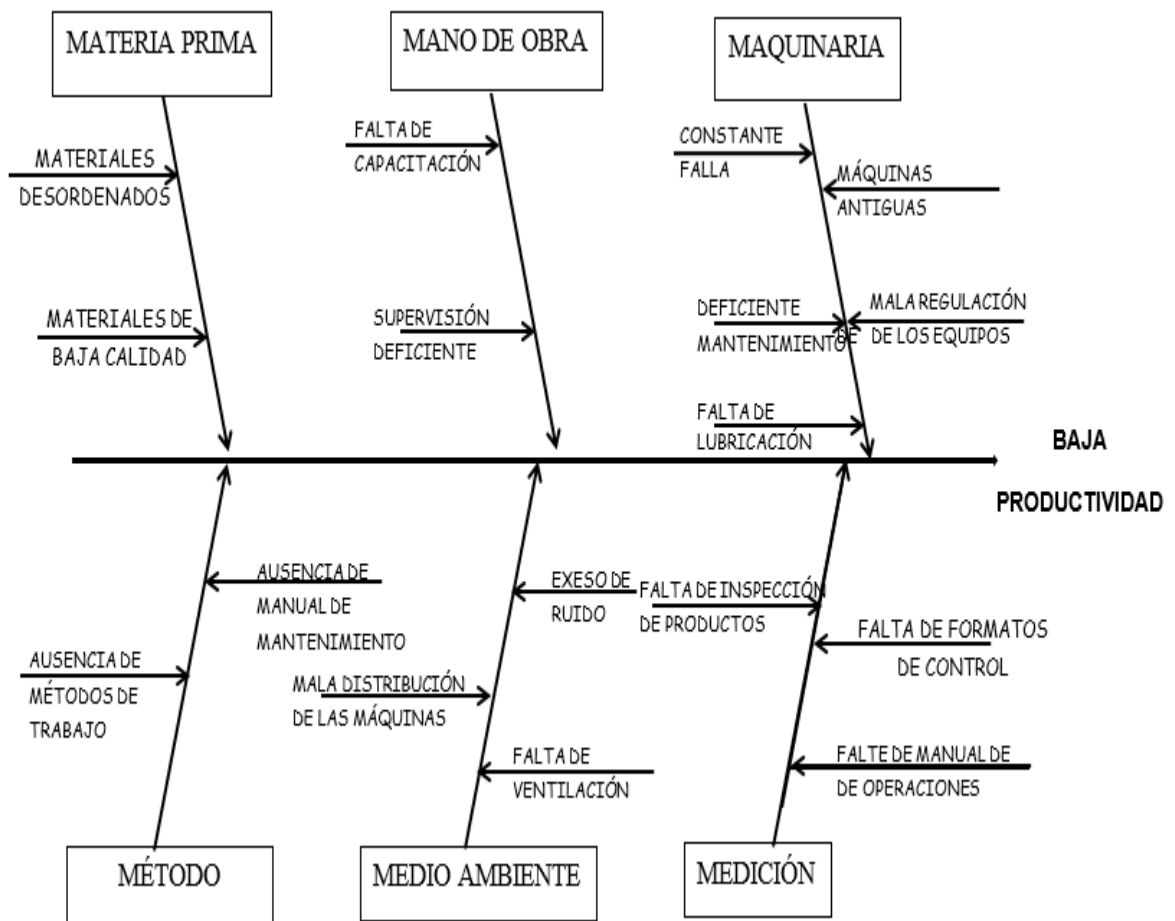 MATERIA PRIMA
MANO DE OBRA
MAQUINARIA
MATERIALES
DESORDENADOS
MATERIALES DE
BAJA CALIDAD
FALTA DE
CAPACITACIÓN
SUPERVISIÓN
DEFICIENTE
CONSTANTE
FALLA
MÁQUINAS
ANTIGUAS
DEFICIENTE
MANTENIMIENTO DE
MALA REGULACIÓN
DE LOS EQUIPOS
FALTA DE
LUBRICACIÓN
BAJA
PRODUCTIVIDAD
AUSENCIA DE
MANUAL DE
MANTENIMIENTO
AUSENCIA DE
MÉTODOS DE
TRABAJO
EXESO DE
RUIDO
MALA DISTRIBUCIÓN
DE LAS MÁQUINAS
FALTA DE
VENTILACIÓN
FALTA DE INSPECCIÓN
DE PRODUCTOS
FALTA DE FORMATOS
DE CONTROL
FALTE DE MANUAL DE
DE OPERACIONES
MÉTODO
MEDIO AMBIENTE
MEDICIÓN